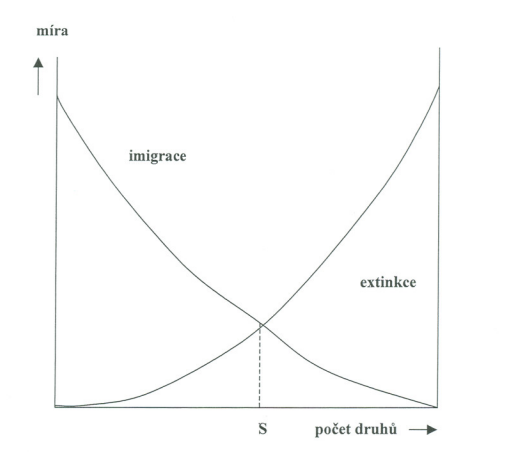 míra
imigrace
extinkce
S
počet druhů